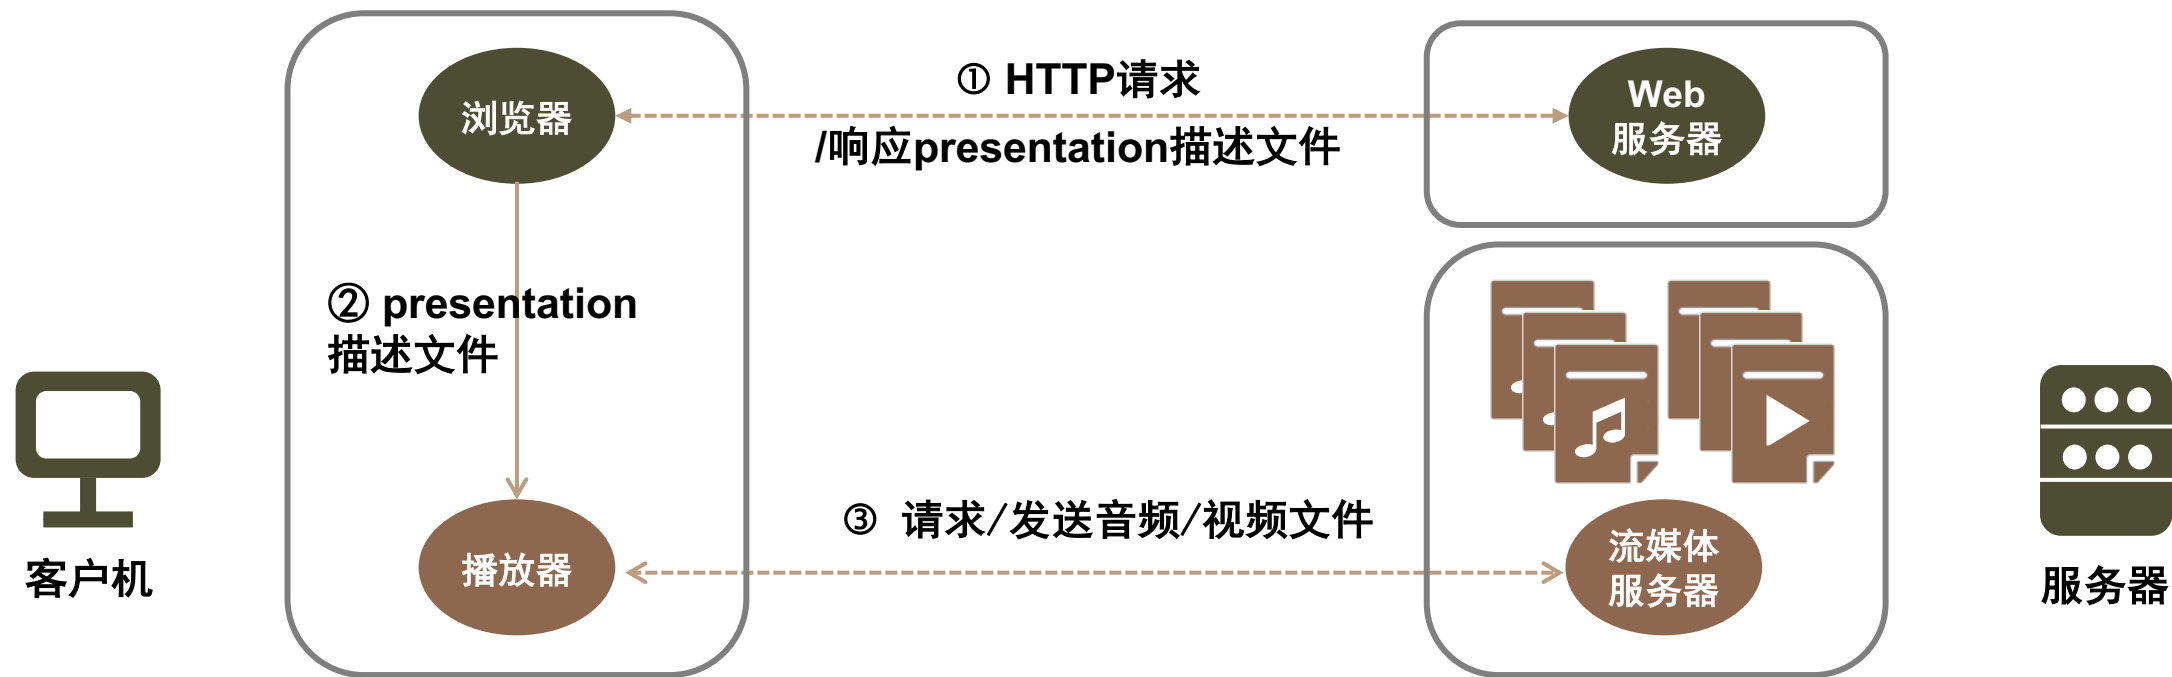 浏览器
① HTTP请求
/响应presentation描述文件
Web
服务器
② presentation
描述文件
客户机
播放器
③ 请求/发送音频/视频文件
流媒体
服务器
服务器